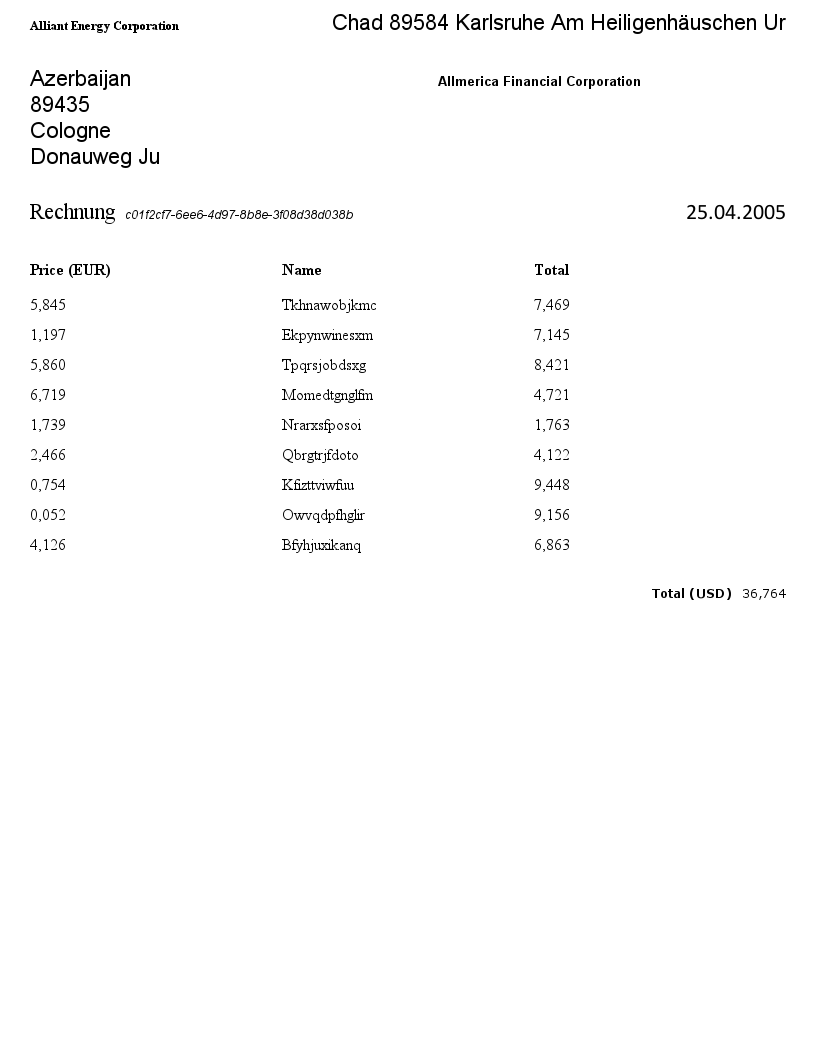 Alliant Energy Corporation Chad 89584 Karlsruhe Am Heiligenhäuschen Ur
Azerbaijan Allmerica Financial Corporation
89435
Cologne
Donauweg Ju
Rechnung c01f2cf7-6ee6-4d97-8b8e-3f08d38d038b 25.04.2005
Price (EUR) Name Total
5,845 Tkhnawobjkmc 7,469
1,197 Ekpynwinesxm 7,145
5,860 Tpqrsjobdsxg 8,421
6,719 Momedtgnglfm 4,721
1,739 Nrarxsfposoi 1,763
2,466 Qbrgtrjfdoto 4,122
0,754 Kfizttviwfuu 9,448
0,052 Owvqdpfhglir 9,156
4,126 Bfyhjuxikanq 6,863
Total (USD) 36,764